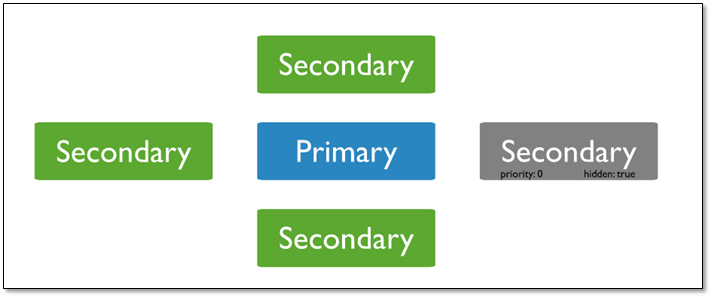 Secondary
Secondary
Primary
Secondary
priority: 0
hidden: true
Secondary